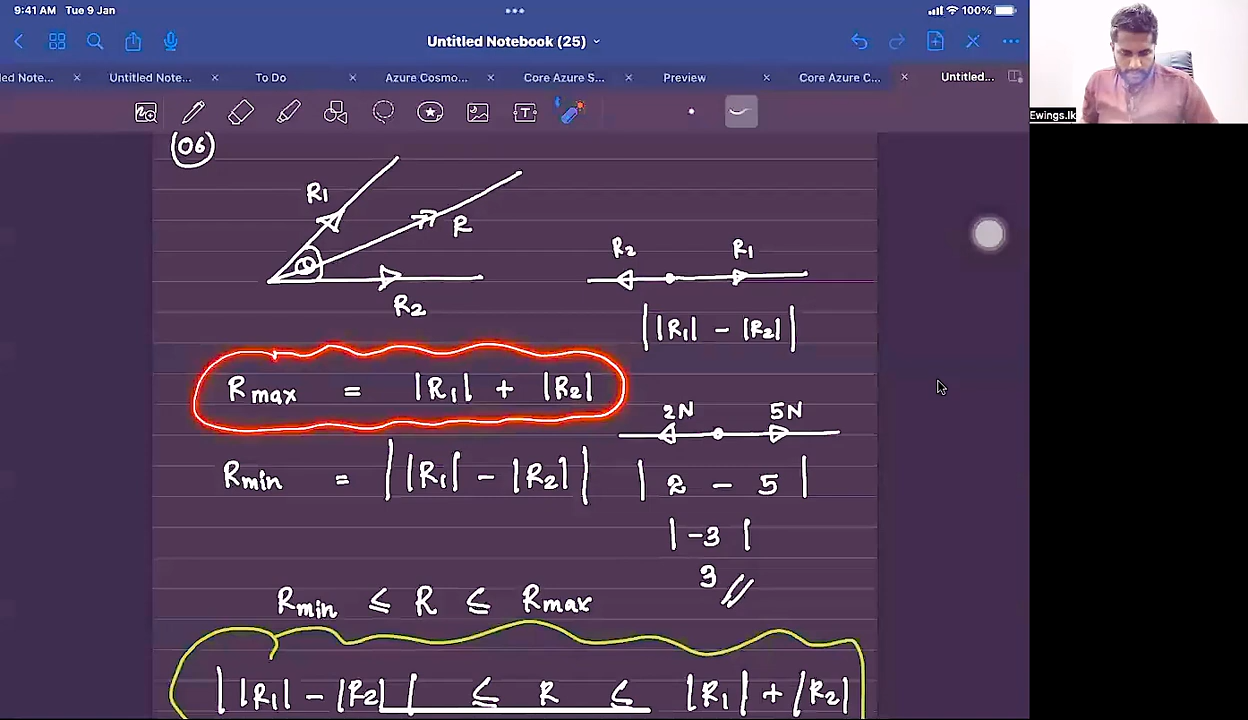 9:41 AM Tue 9 Jan
100%
Untitled Notebook (25)
led Note...
Untitled Note...
To Do
Azure Cosmo...
Core Azure S...
Preview
Core Azure C...
Untitled...
Ewings.lk
06
R1
R
R2
θ
R2 R1
||R1| - |R2||
Rmax = |R1| + |R2|
2N 5N
Rmin = ||R1| - |R2||
|2 - 5|
|-3|
3 //
Rmin ≤ R ≤ Rmax
||R1| - |R2|| ≤ R ≤ |R1| + |R2|